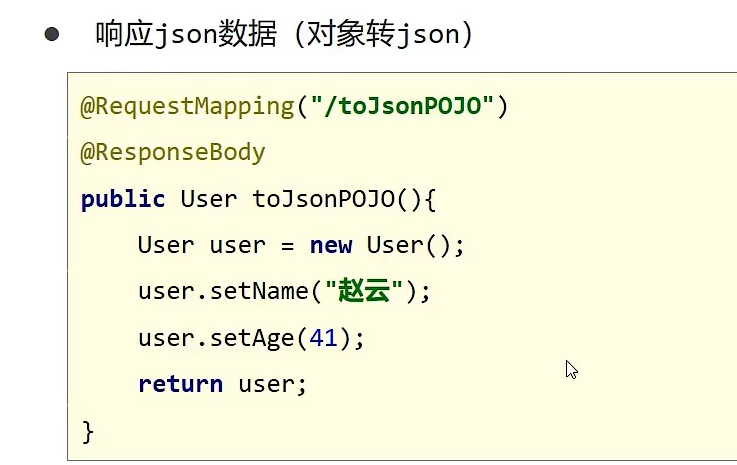 ● 响应json数据（对象转json）
@RequestMapping("/toJsonPOJO")
@ResponseBody
public User toJsonPOJO(){
    User user = new User();
    user.setName("赵云");
    user.setAge(41);
    return user;
}